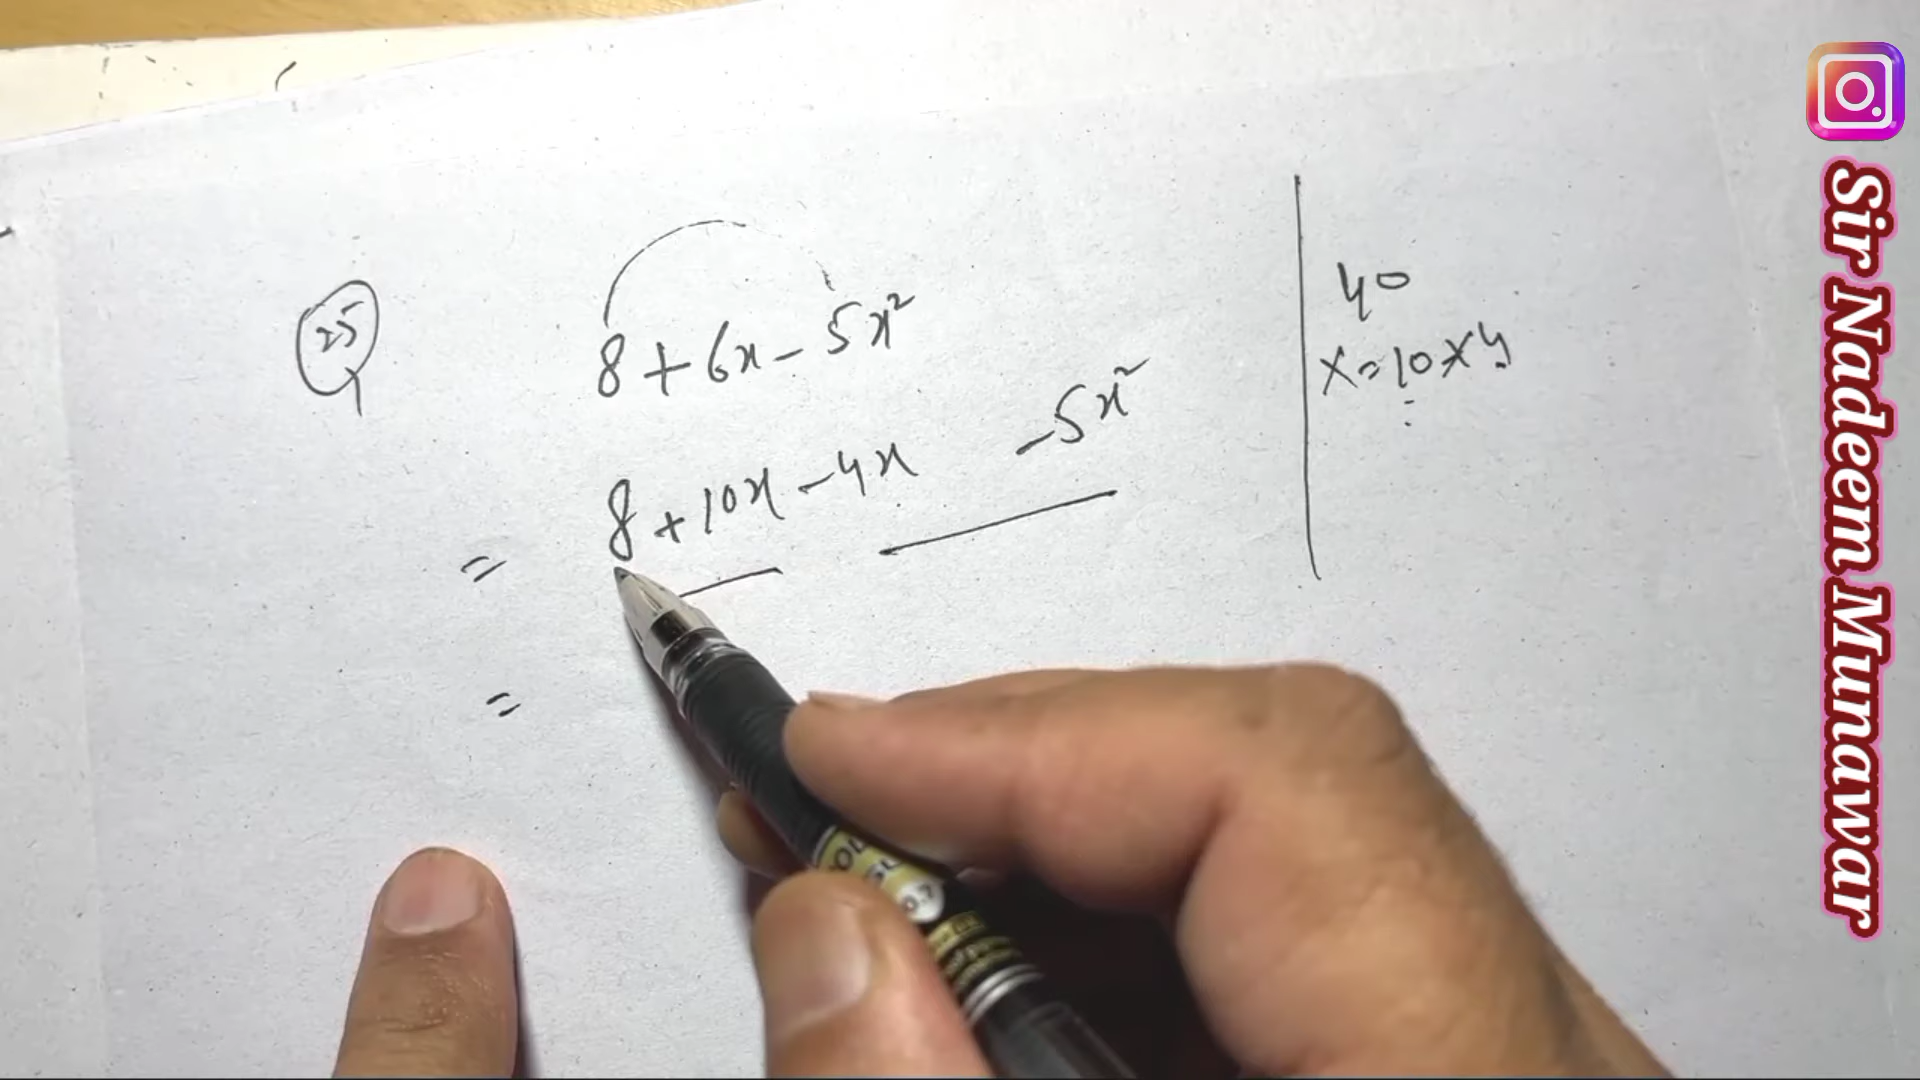 25
8 + 6x - 5x²
= 8 + 10x - 4x - 5x²
=
40
x = 10 x 4
Sir Nadeem Munawar